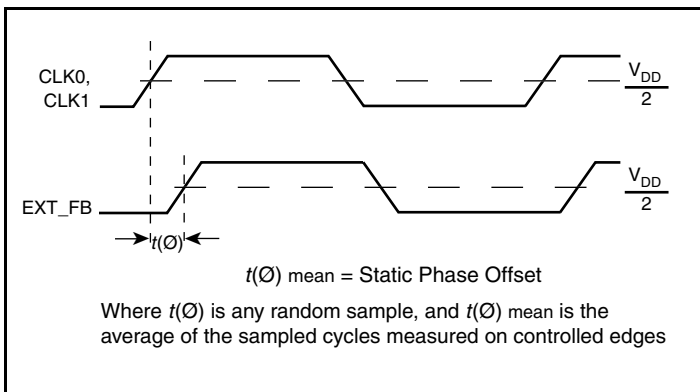 CLK0,
CLK1
V_DD
2
EXT_FB
V_DD
2
t(Ø)
t(Ø) mean = Static Phase Offset
Where t(Ø) is any random sample, and t(Ø) mean is the
average of the sampled cycles measured on controlled edges